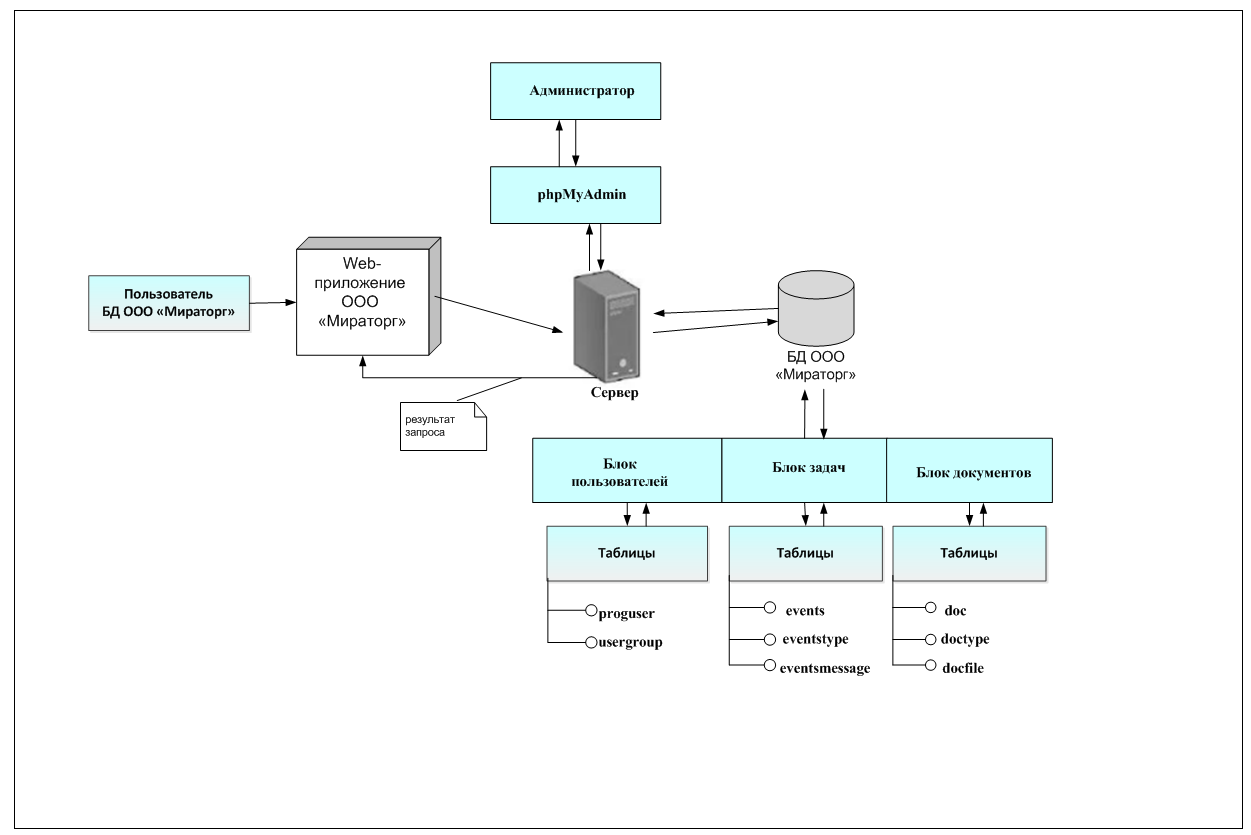 Администратор
phpMyAdmin
Web-
приложение
ООО
«Мираторг»
Пользователь
БД ООО «Мираторг»
Сервер
БД ООО
«Мираторг»
результат
запроса
Блок
пользователей
Блок задач
Блок документов
Таблицы
Таблицы
Таблицы
proguser
usergroup
events
eventstype
eventsmessage
doc
doctype
docfile